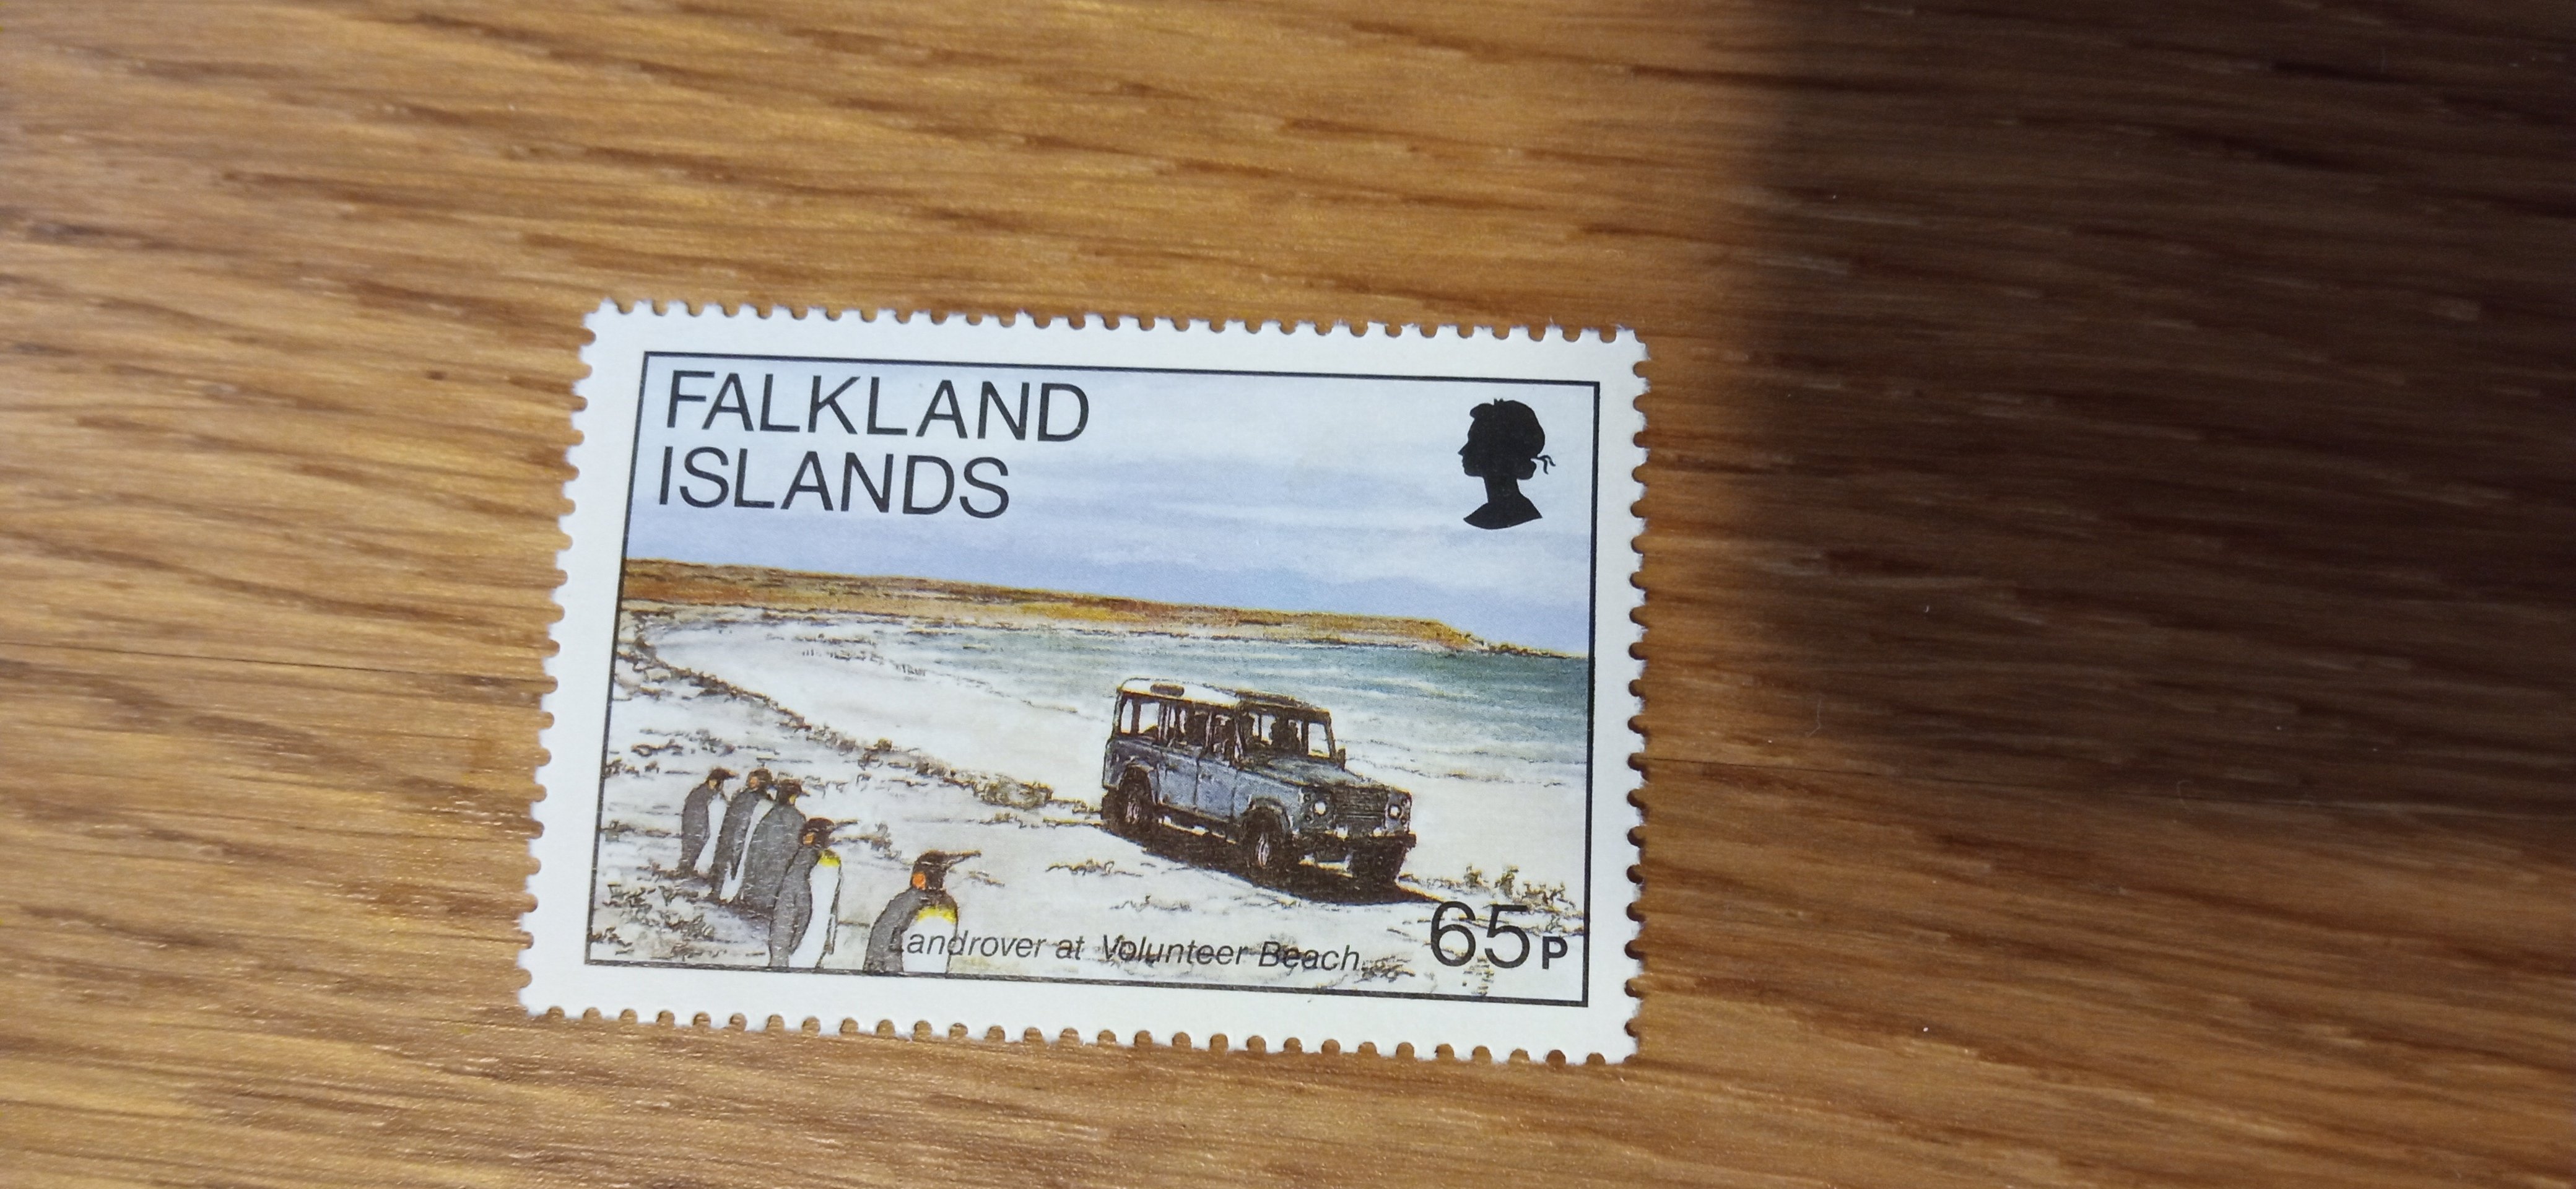 FALKLAND
ISLANDS
Landrover at Volunteer Beach
65P